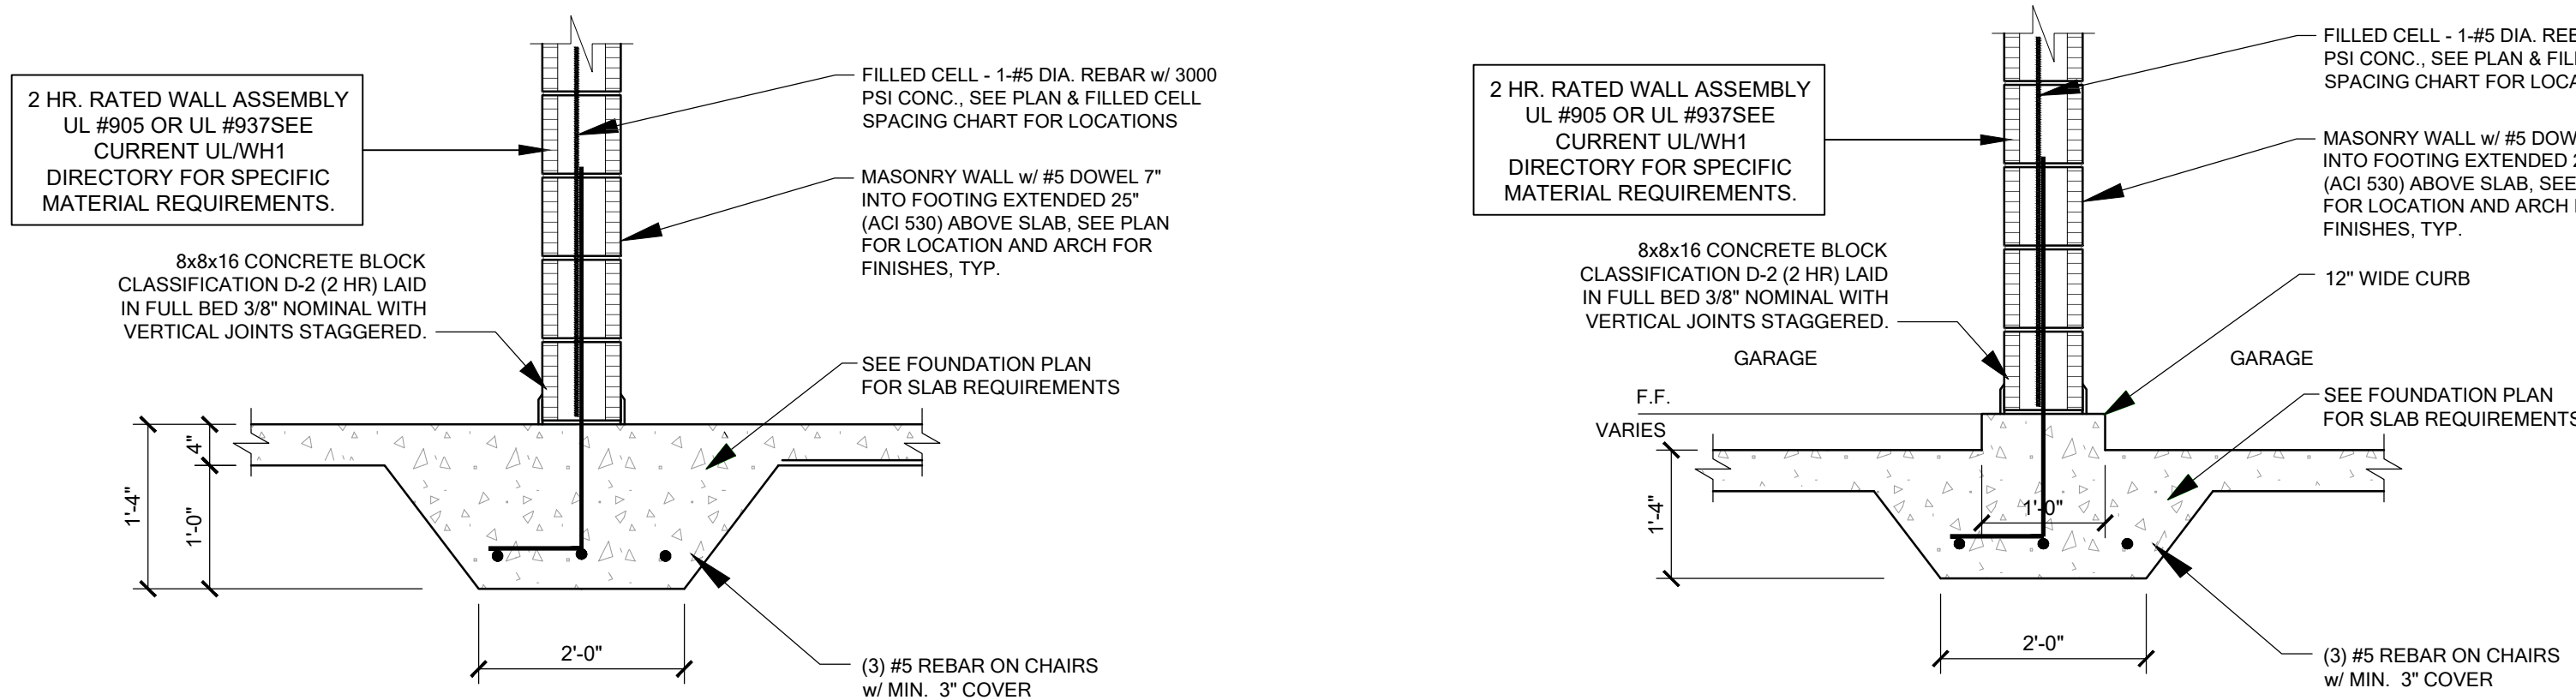 2 HR. RATED WALL ASSEMBLY
UL #905 OR UL #937SEE
CURRENT UL/WH1
DIRECTORY FOR SPECIFIC
MATERIAL REQUIREMENTS.
8x8x16 CONCRETE BLOCK
CLASSIFICATION D-2 (2 HR) LAID
IN FULL BED 3/8" NOMINAL WITH
VERTICAL JOINTS STAGGERED.
FILLED CELL - 1-#5 DIA. REBAR w/ 3000
PSI CONC., SEE PLAN & FILLED CELL
SPACING CHART FOR LOCATIONS
MASONRY WALL w/ #5 DOWEL 7"
INTO FOOTING EXTENDED 25"
(ACI 530) ABOVE SLAB, SEE PLAN
FOR LOCATION AND ARCH FOR
FINISHES, TYP.
SEE FOUNDATION PLAN
FOR SLAB REQUIREMENTS
4"
1'-4"
1'-0"
2'-0"
(3) #5 REBAR ON CHAIRS
w/ MIN. 3" COVER
2 HR. RATED WALL ASSEMBLY
UL #905 OR UL #937SEE
CURRENT UL/WH1
DIRECTORY FOR SPECIFIC
MATERIAL REQUIREMENTS.
8x8x16 CONCRETE BLOCK
CLASSIFICATION D-2 (2 HR) LAID
IN FULL BED 3/8" NOMINAL WITH
VERTICAL JOINTS STAGGERED.
FILLED CELL - 1-#5 DIA.
PSI CONC., SEE PLAN &
SPACING CHART FOR
MASONRY WALL w/ #5
INTO FOOTING EXTENDED
(ACI 530) ABOVE SLAB, SEE
FOR LOCATION AND ARCH
FINISHES, TYP.
12" WIDE CURB
GARAGE
GARAGE
F.F.
VARIES
SEE FOUNDATION PLAN
FOR SLAB REQUIREMENTS
1'-4"
1'-0"
2'-0"
(3) #5 REBAR ON CHAIRS
w/ MIN. 3" COVER